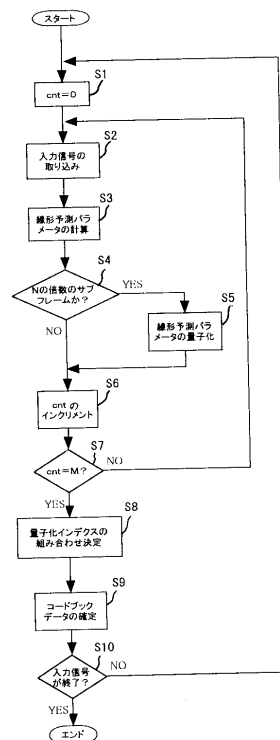 スタート
S1
cnt=0
S2
入力信号の
取り込み
S3
線形予測パラ
メータの計算
S4
Nの倍数のサブ
フレームか?
YES
NO
S5
線形予測パラ
メータの量子化
S6
cntの
インクリメント
S7
cnt=M?
NO
YES
S8
量子化インデクスの
組み合わせ決定
S9
コードブック
データの確定
S10
入力信号
が終了?
NO
YES
エンド